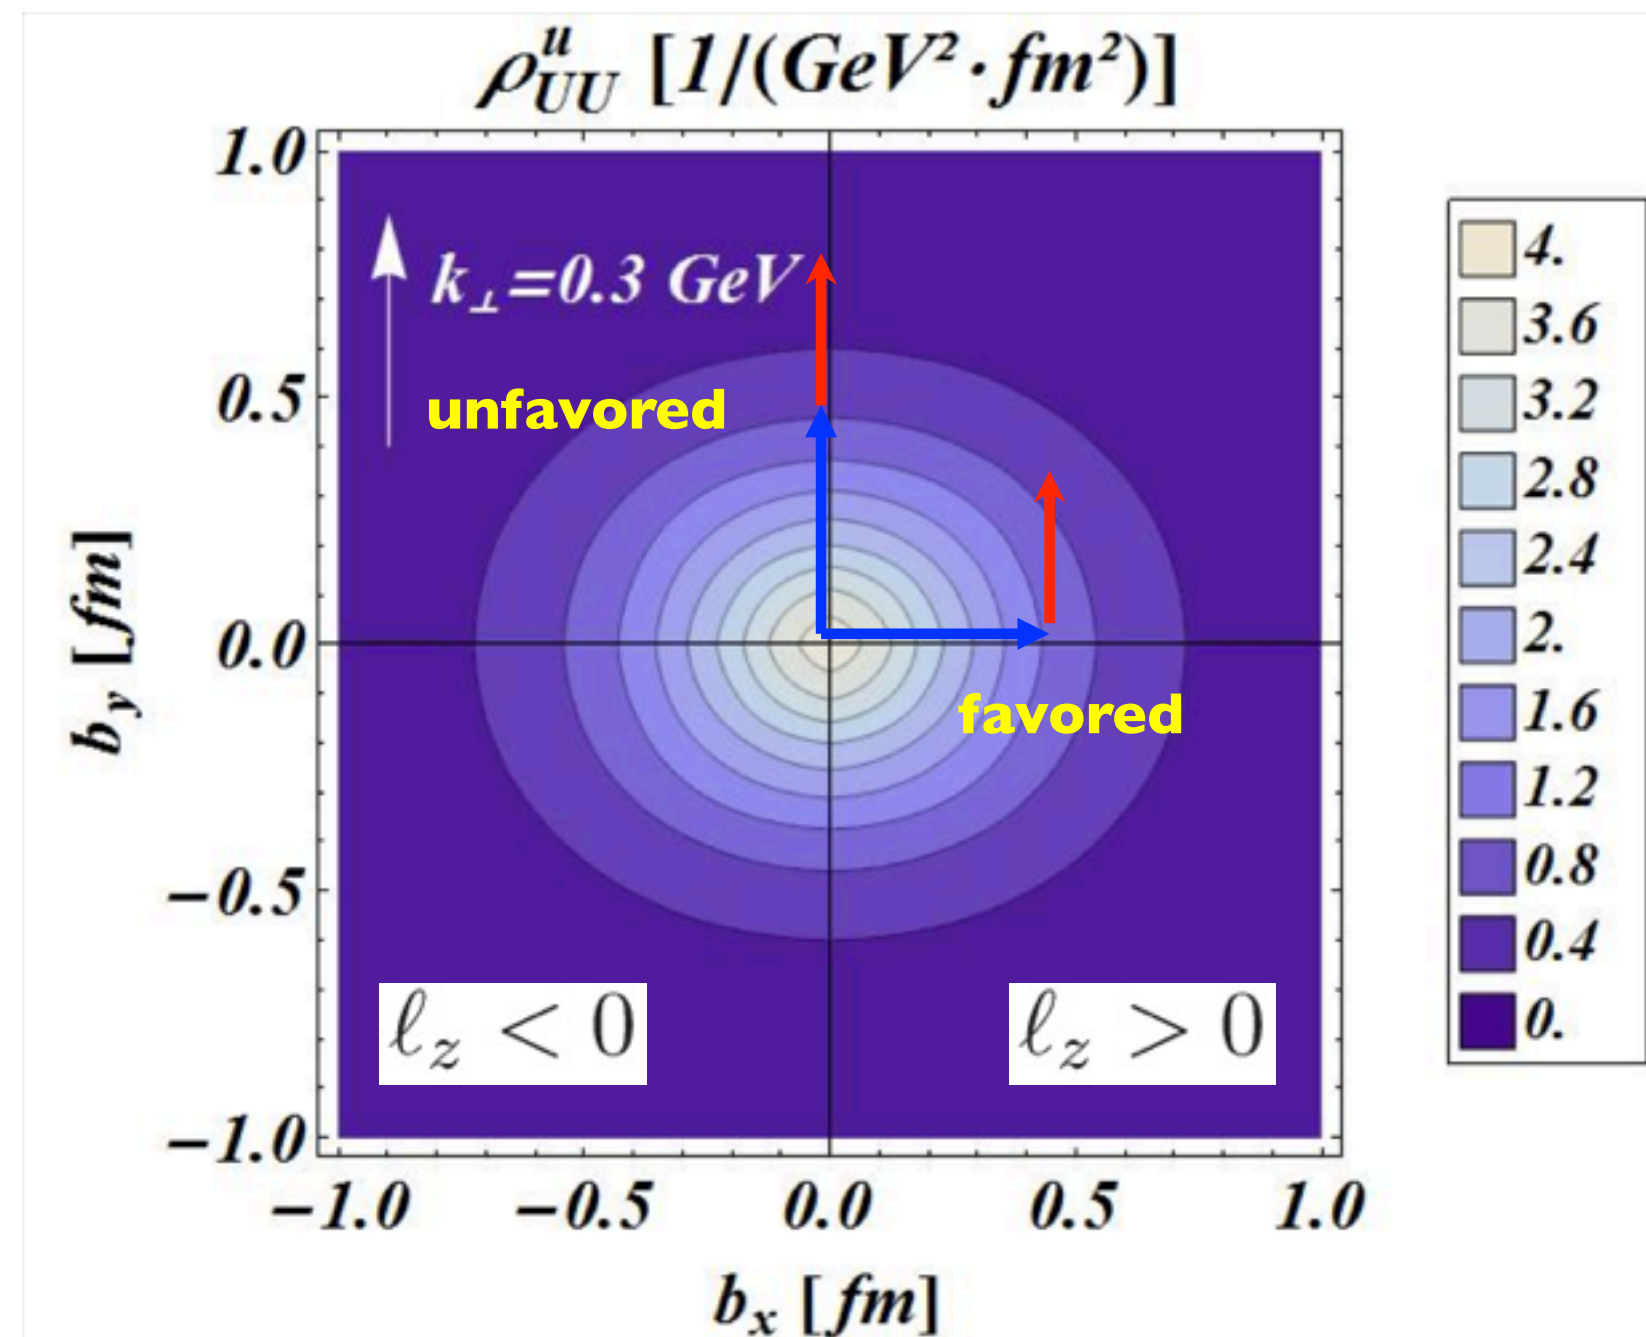 ρᵘ_UU [1/(GeV²·fm²)]
1.0
0.5
0.0
−0.5
−1.0
b_y [fm]
k_⊥=0.3 GeV
unfavored
favored
ℓ_z < 0
ℓ_z > 0
−1.0
−0.5
0.0
0.5
1.0
b_x [fm]
4.
3.6
3.2
2.8
2.4
2.
1.6
1.2
0.8
0.4
0.